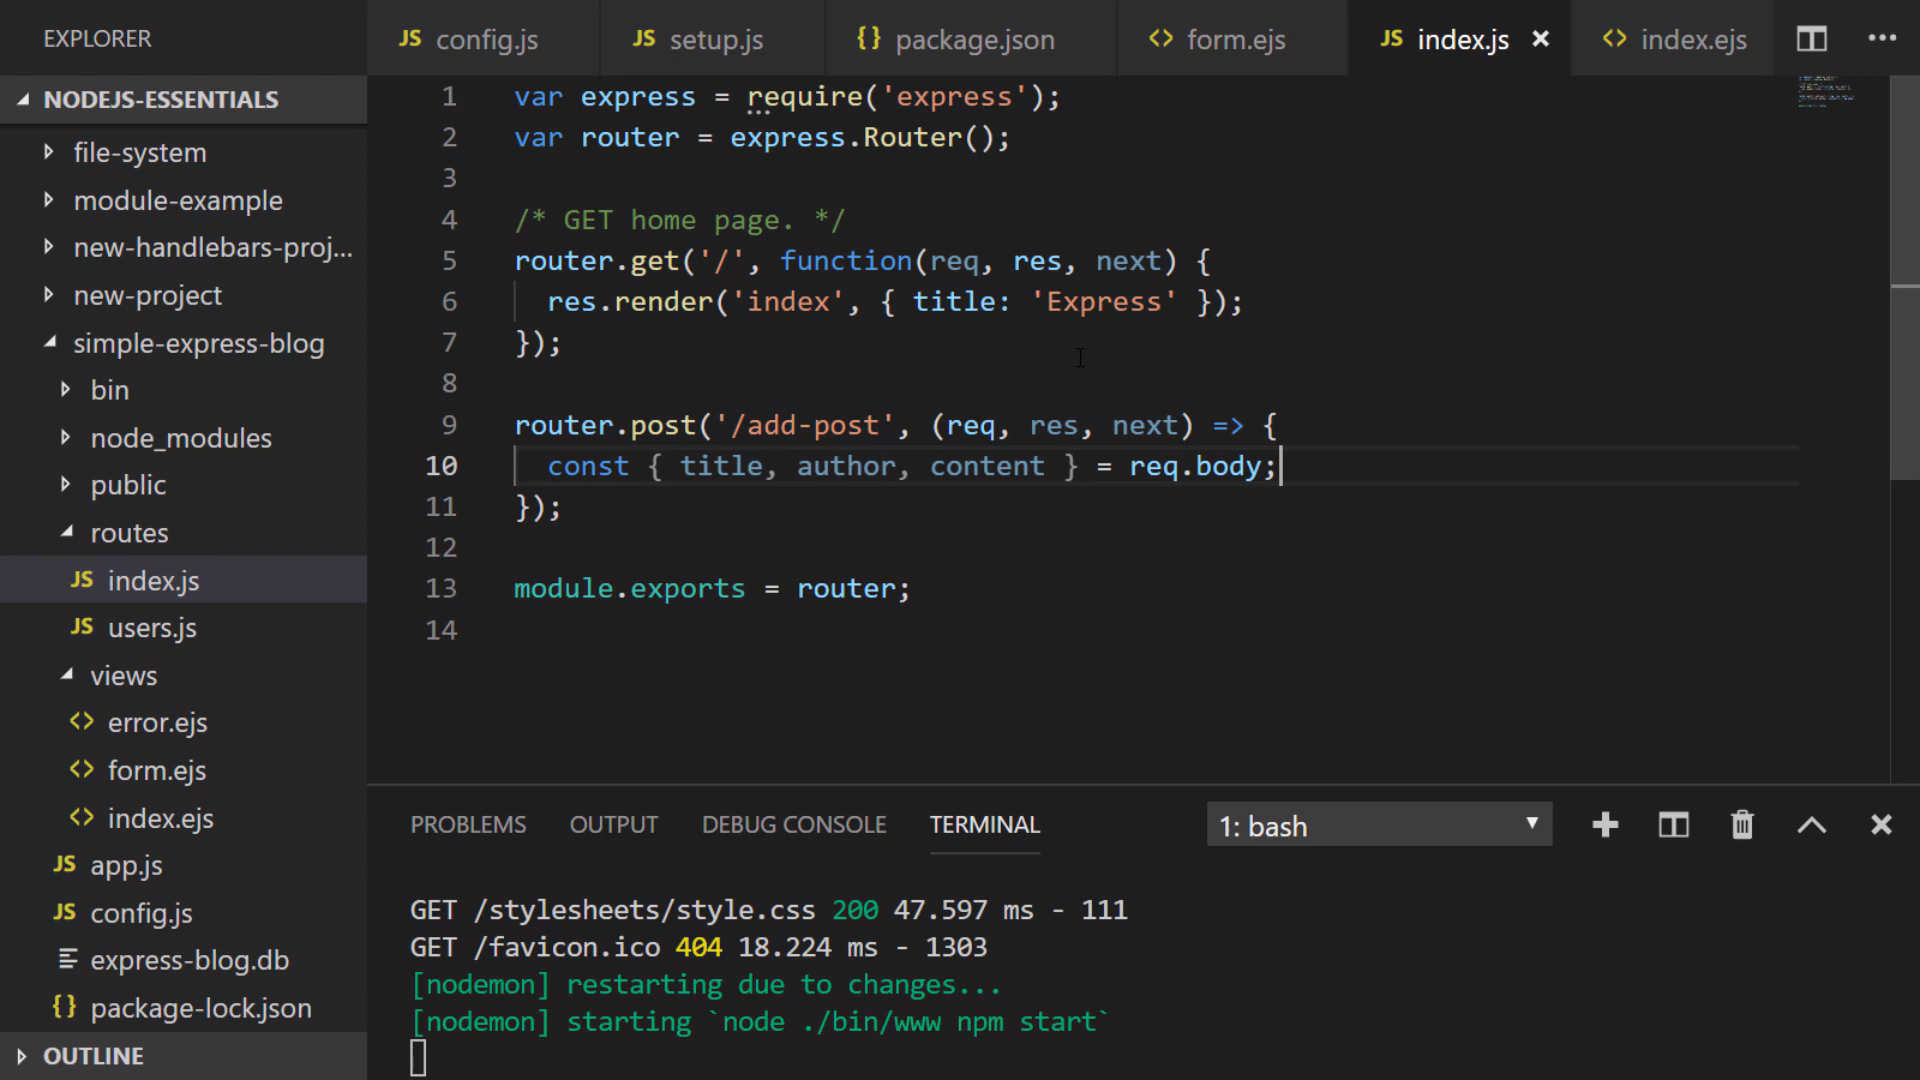 EXPLORER
NODEJS-ESSENTIALS
file-system
module-example
new-handlebars-proj...
new-project
simple-express-blog
bin
node_modules
public
routes
JS index.js
JS users.js
views
<> error.ejs
<> form.ejs
<> index.ejs
JS app.js
JS config.js
express-blog.db
{} package-lock.json
OUTLINE
JS config.js
JS setup.js
{} package.json
<> form.ejs
JS index.js ×
<> index.ejs
1 var express = require('express');
2 var router = express.Router();
3
4 /* GET home page. */
5 router.get('/', function(req, res, next) {
6 res.render('index', { title: 'Express' });
7 });
8
9 router.post('/add-post', (req, res, next) => {
10 const { title, author, content } = req.body;
11 });
12
13 module.exports = router;
14
PROBLEMS OUTPUT DEBUG CONSOLE TERMINAL 1: bash
GET /stylesheets/style.css 200 47.597 ms - 111
GET /favicon.ico 404 18.224 ms - 1303
[nodemon] restarting due to changes...
[nodemon] starting `node ./bin/www npm start`